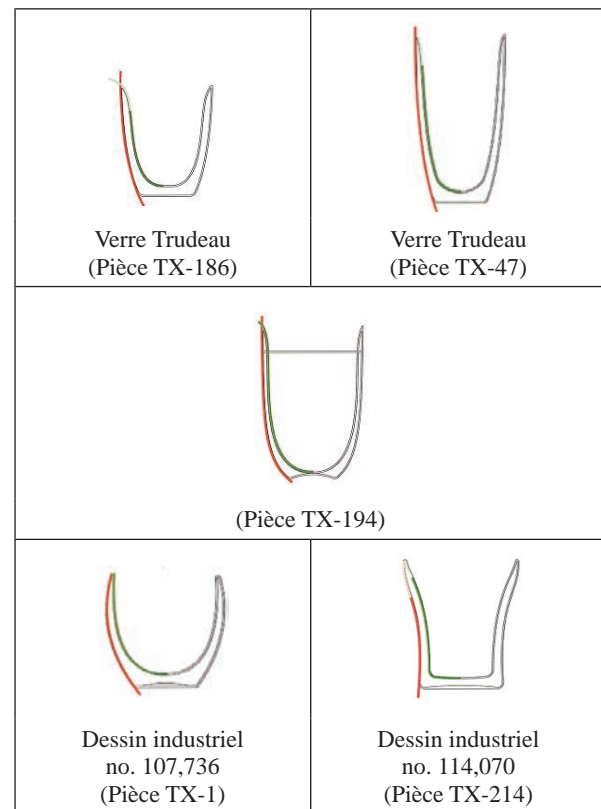 Verre Trudeau
(Pièce TX-186)
Verre Trudeau
(Pièce TX-47)
(Pièce TX-194)
Dessin industriel
no. 107,736
(Pièce TX-1)
Dessin industriel
no. 114,070
(Pièce TX-214)